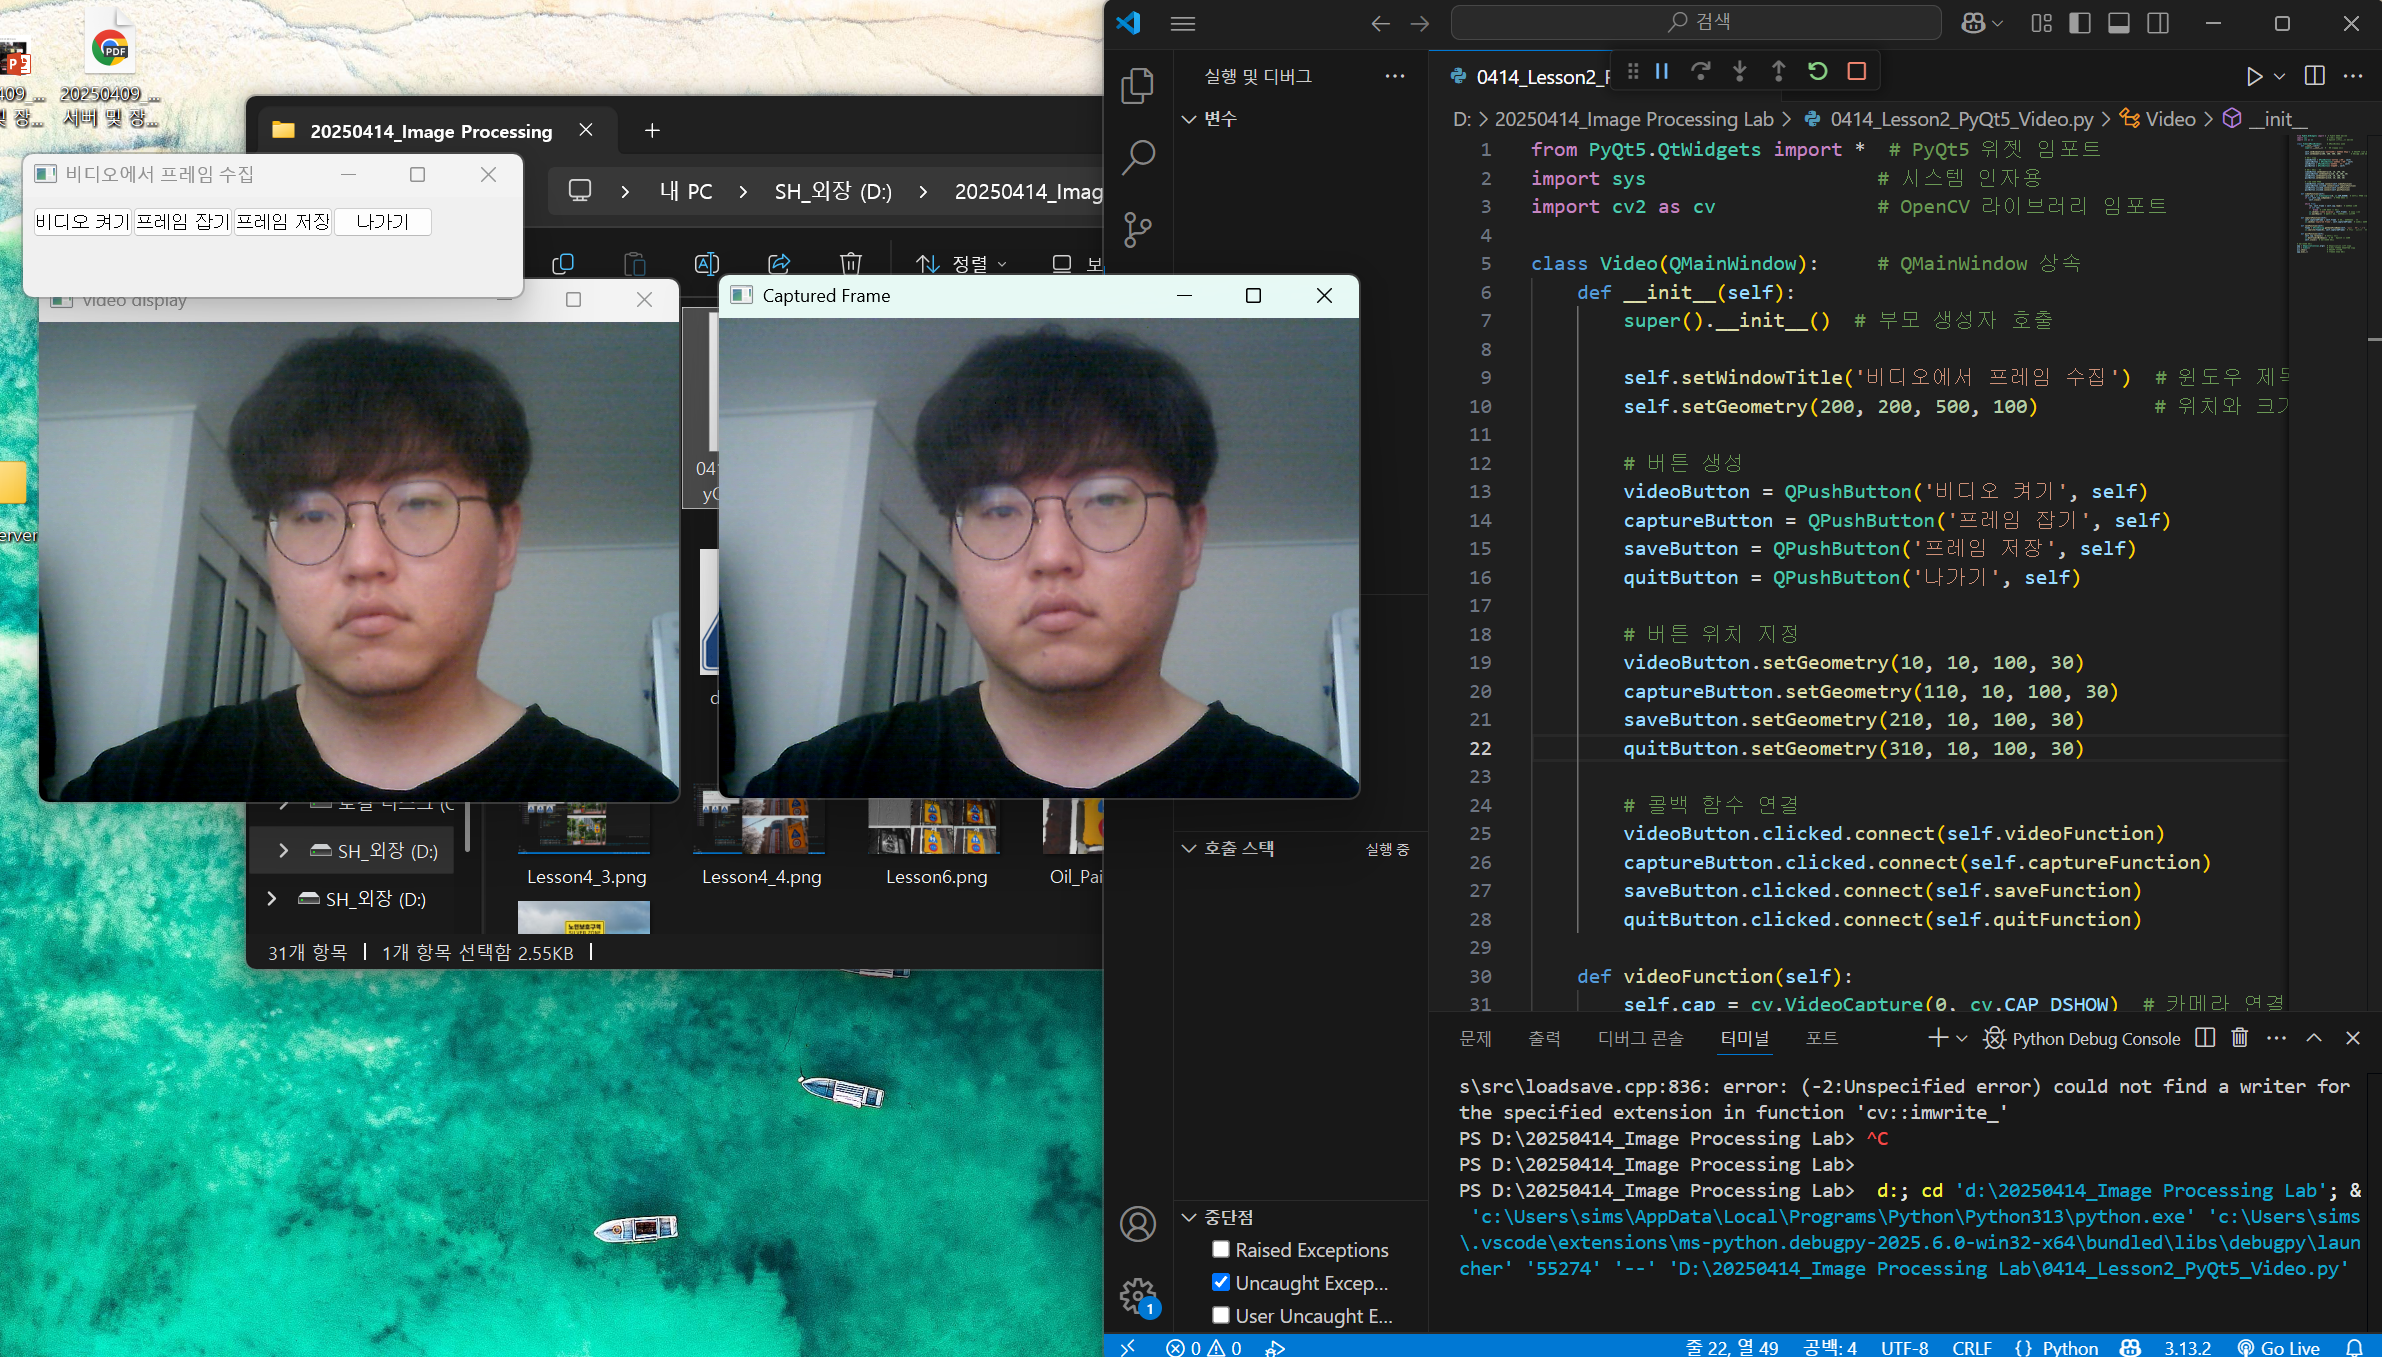 409_...
및 장...
20250409_...
서버 및 장...
erver
20250414_Image Processing
비디오에서 프레임 수집
비디오 켜기 프레임 잡기 프레임 저장 나가기
내 PC > SH_외장 (D:) > 20250414_Imag
정렬
보
Video display
Captured Frame
SH_외장 (D:)
SH_외장 (D:)
Lesson4_3.png
Lesson4_4.png
Lesson6.png
Oil_Pai
31개 항목 | 1개 항목 선택함 2.55KB |
검색
실행 및 디버그
변수
호출 스택
실행 중
중단점
Raised Exceptions
Uncaught Excep...
User Uncaught E...
1
0414_Lesson2_P
D: > 20250414_Image Processing Lab > 0414_Lesson2_PyQt5_Video.py > Video > __init__
1 from PyQt5.QtWidgets import * # PyQt5 위젯 임포트
2 import sys # 시스템 인자용
3 import cv2 as cv # OpenCV 라이브러리 임포트
4
5 class Video(QMainWindow): # QMainWindow 상속
6 def __init__(self):
7 super().__init__() # 부모 생성자 호출
8
9 self.setWindowTitle('비디오에서 프레임 수집') # 윈도우 제목
10 self.setGeometry(200, 200, 500, 100) # 위치와 크기
11
12 # 버튼 생성
13 videoButton = QPushButton('비디오 켜기', self)
14 captureButton = QPushButton('프레임 잡기', self)
15 saveButton = QPushButton('프레임 저장', self)
16 quitButton = QPushButton('나가기', self)
17
18 # 버튼 위치 지정
19 videoButton.setGeometry(10, 10, 100, 30)
20 captureButton.setGeometry(110, 10, 100, 30)
21 saveButton.setGeometry(210, 10, 100, 30)
22 quitButton.setGeometry(310, 10, 100, 30)
23
24 # 콜백 함수 연결
25 videoButton.clicked.connect(self.videoFunction)
26 captureButton.clicked.connect(self.captureFunction)
27 saveButton.clicked.connect(self.saveFunction)
28 quitButton.clicked.connect(self.quitFunction)
29
30 def videoFunction(self):
31 self.cap = cv.VideoCapture(0, cv.CAP_DSHOW) # 카메라 연결
문제 출력 디버그 콘솔 터미널 포트
Python Debug Console
s\src\loadsave.cpp:836: error: (-2:Unspecified error) could not find a writer for
the specified extension in function 'cv::imwrite_'
PS D:\20250414_Image Processing Lab> ^C
PS D:\20250414_Image Processing Lab>
PS D:\20250414_Image Processing Lab> d:; cd 'd:\20250414_Image Processing Lab'; &
'c:\Users\sims\AppData\Local\Programs\Python\Python313\python.exe' 'c:\Users\sims
\.vscode\extensions\ms-python.debugpy-2025.6.0-win32-x64\bundled\libs\debugpy\laun
cher' '55274' '--' 'D:\20250414_Image Processing Lab\0414_Lesson2_PyQt5_Video.py'
0 0
줄 22, 열 49 공백: 4 UTF-8 CRLF {} Python 3.13.2 Go Live